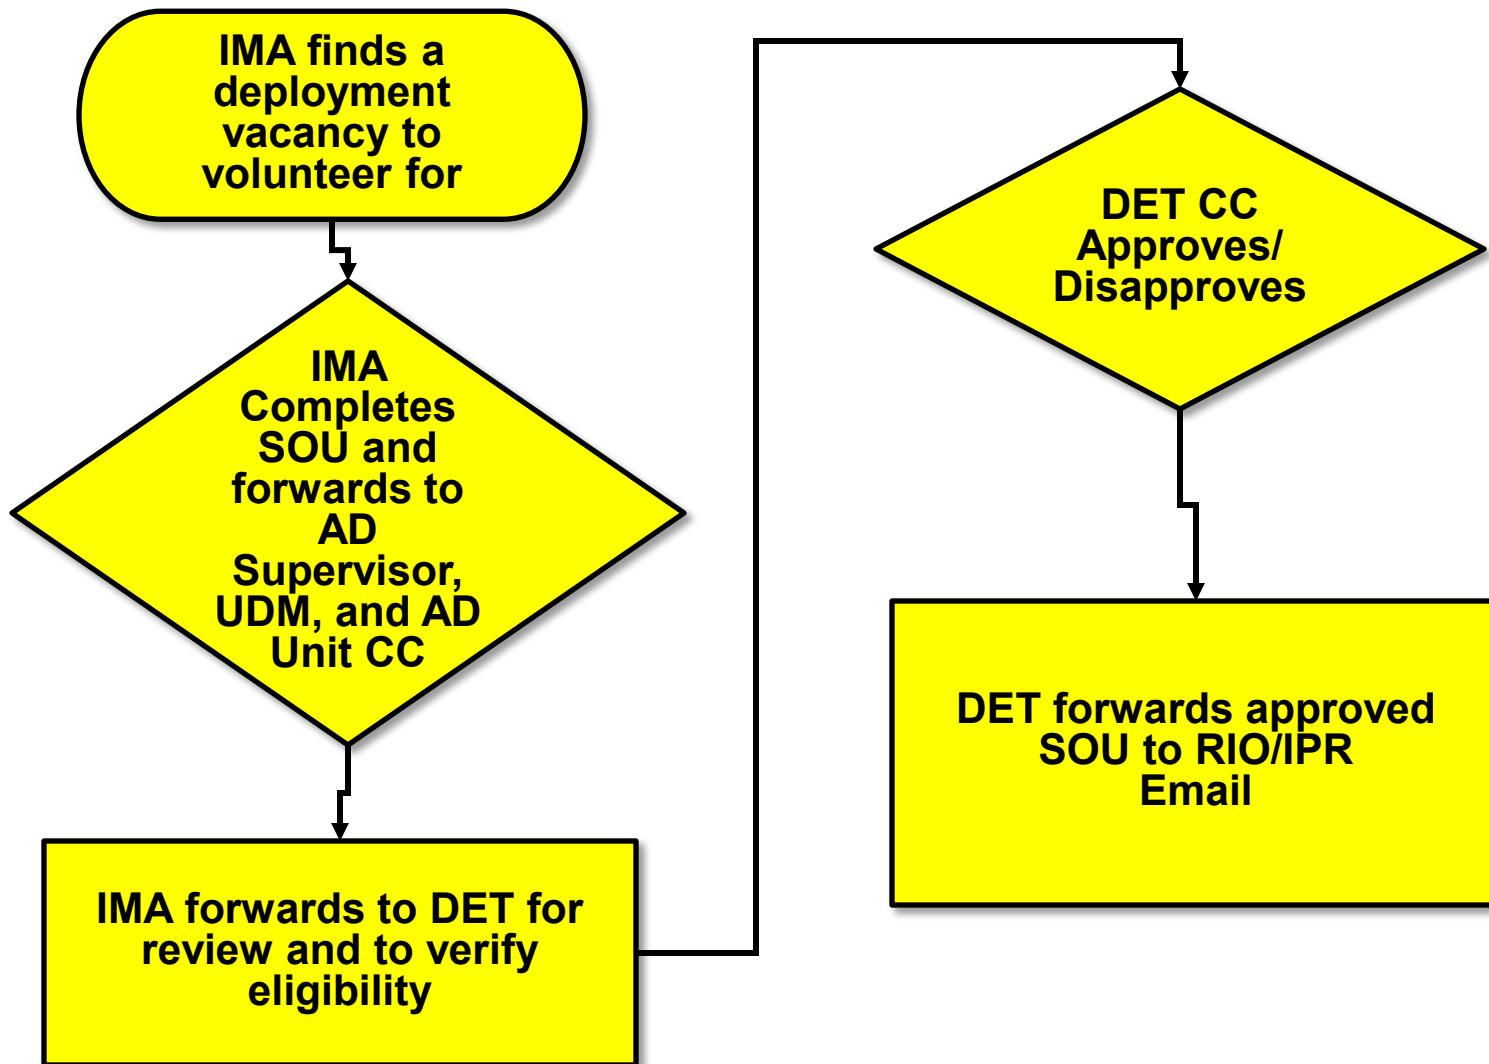 IMA finds a
deployment
vacancy to
volunteer for
IMA
Completes
SOU and
forwards to
AD
Supervisor,
UDM, and AD
Unit CC
IMA forwards to DET for
review and to verify
eligibility
DET CC
Approves/
Disapproves
DET forwards approved
SOU to RIO/IPR
Email